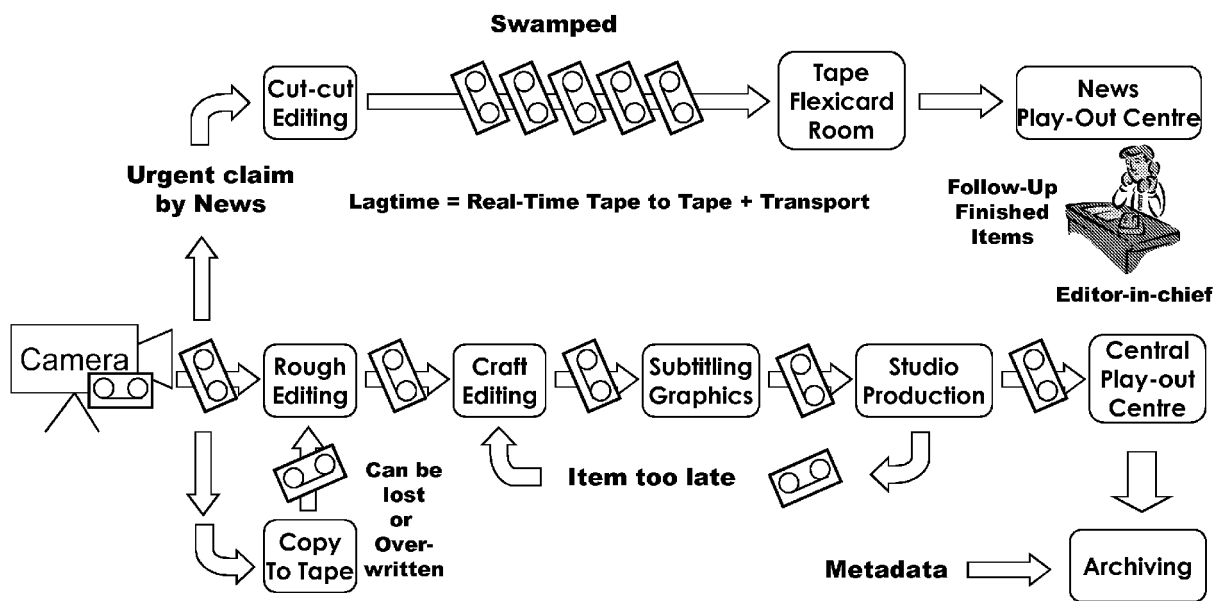 Swamped
Cut-cut
Editing
Tape
Flexicard
Room
News
Play-Out Centre
Urgent claim
by News
Lagtime = Real-Time Tape to Tape + Transport
Follow-Up
Finished
Items
Editor-in-chief
Camera
Rough
Editing
Craft
Editing
Subtitling
Graphics
Studio
Production
Central
Play-out
Centre
Can be
lost
or
Over-
written
Item too late
Copy
To Tape
Metadata
Archiving